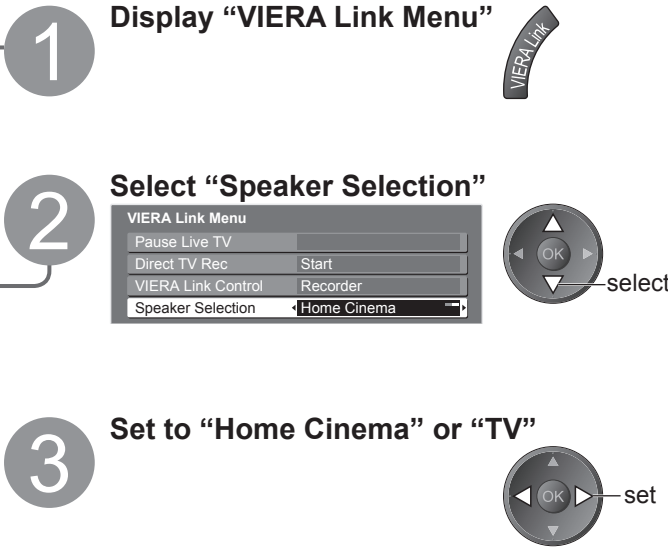 1
Display “VIERA Link Menu”
VIERA Link
2
Select “Speaker Selection”
VIERA Link Menu
Pause Live TV
Direct TV Rec Start
VIERA Link Control Recorder
Speaker Selection Home Cinema
OK
select
3
Set to “Home Cinema” or “TV”
OK
set